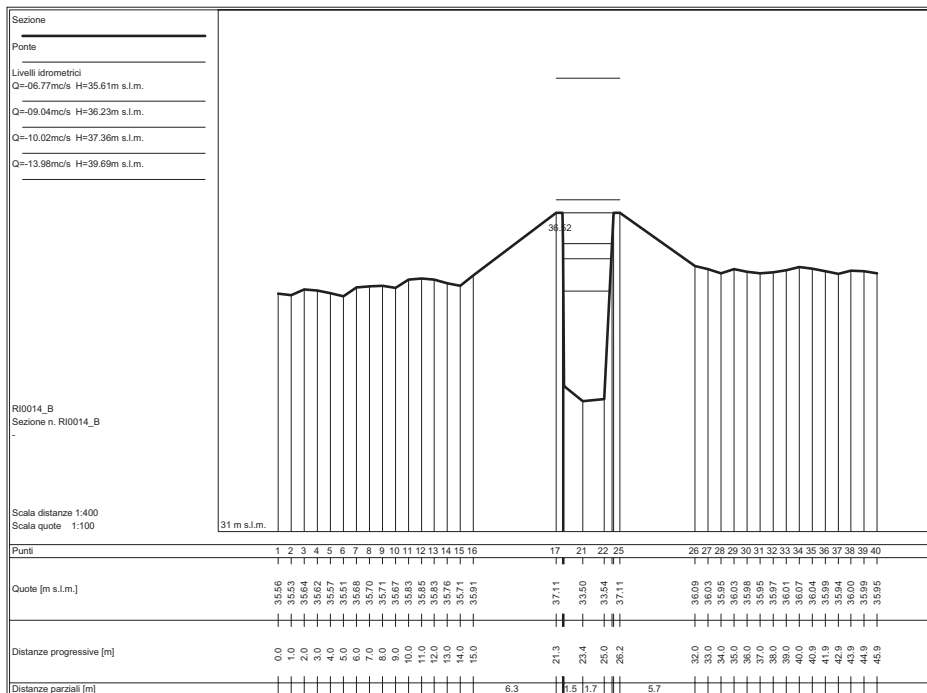 Sezione
Ponte
Livelli idrometrici
Q=-06.77mc/s H=35.61m s.l.m.
Q=-09.04mc/s H=36.23m s.l.m.
Q=-10.02mc/s H=37.36m s.l.m.
Q=-13.98mc/s H=39.69m s.l.m.
36.52
RI0014_B
Sezione n. RI0014_B
-
Scala distanze 1:400
Scala quote 1:100
31 m s.l.m.
Punti 1 2 3 4 5 6 7 8 9 10 11 12 13 14 15 16 17 21 22 25 26 27 28 29 30 31 32 33 34 35 36 37 38 39 40
Quote [m s.l.m.] 35.56 35.53 35.64 35.62 35.57 35.51 35.68 35.70 35.71 35.67 35.83 35.85 35.83 35.76 35.71 35.91 37.11 33.50 33.54 37.11 36.09 36.03 35.95 36.03 35.98 35.95 35.97 36.01 36.07 36.04 35.99 35.94 36.00 35.99 35.95
Distanze progressive [m] 0.0 1.0 2.0 3.0 4.0 5.0 6.0 7.0 8.0 9.0 10.0 11.0 12.0 13.0 14.0 15.0 21.3 23.4 25.0 26.2 32.0 33.0 34.0 35.0 36.0 37.0 38.0 39.0 40.0 40.9 41.9 42.9 43.9 44.9 45.9
Distanze parziali [m] 6.3 1.5 1.7 5.7